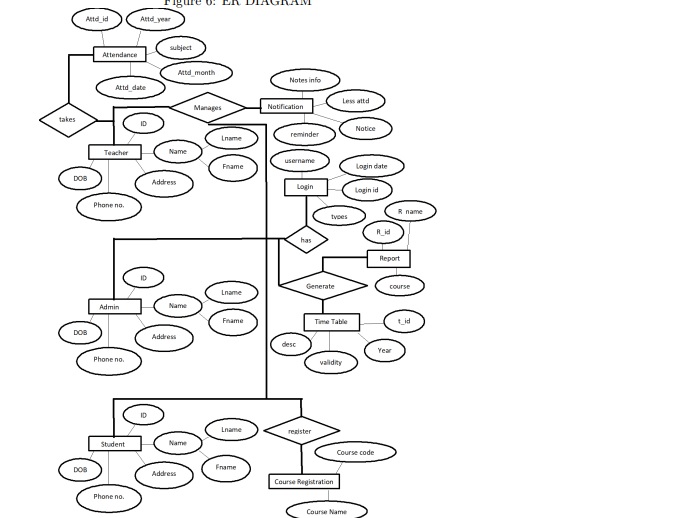 Figure 6: ER DIAGRAM
Attd_id
Attd_year
Attendance
subject
Attd_month
Attd_date
takes
Manages
Notes info
Notification
Less attd
Notice
reminder
ID
Teacher
Name
Lname
Fname
DOB
Address
Phone no.
username
Login
Login date
Login id
types
has
R_name
R_id
Report
course
Generate
ID
Admin
Name
Lname
Fname
DOB
Address
Phone no.
Time Table
t_id
desc
validity
Year
ID
Student
Name
Lname
Fname
DOB
Address
Phone no.
register
Course code
Course Registration
Course Name